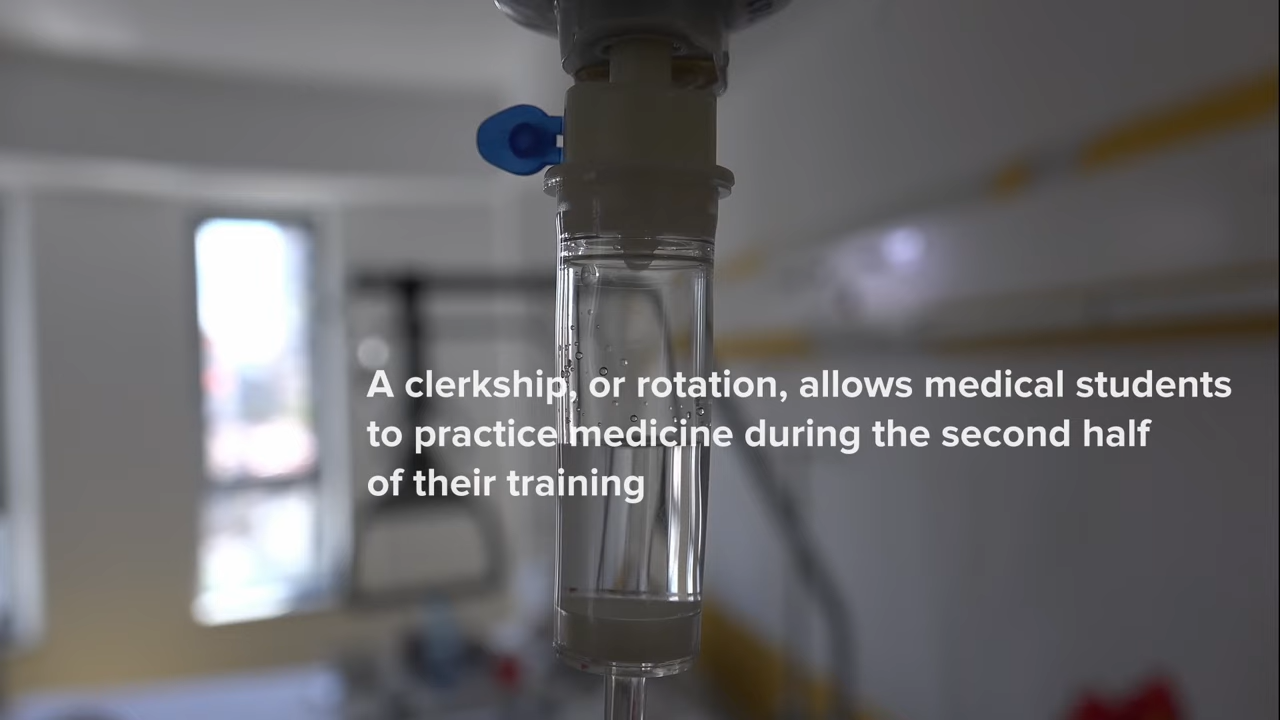 A clerkship, or rotation, allows medical students
to practice medicine during the second half
of their training